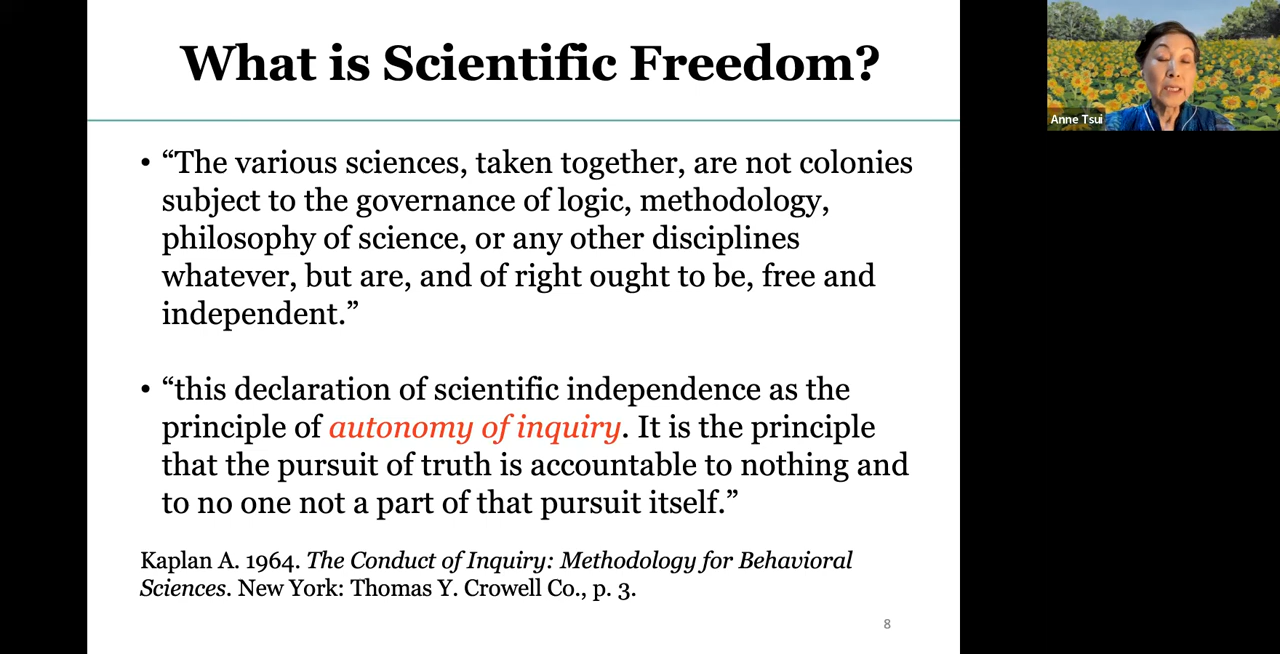 What is Scientific Freedom?
• “The various sciences, taken together, are not colonies
subject to the governance of logic, methodology,
philosophy of science, or any other disciplines
whatever, but are, and of right ought to be, free and
independent.”
• “this declaration of scientific independence as the
principle of autonomy of inquiry. It is the principle
that the pursuit of truth is accountable to nothing and
to no one not a part of that pursuit itself.”
Kaplan A. 1964. The Conduct of Inquiry: Methodology for Behavioral
Sciences. New York: Thomas Y. Crowell Co., p. 3.
8
Anne Tsui